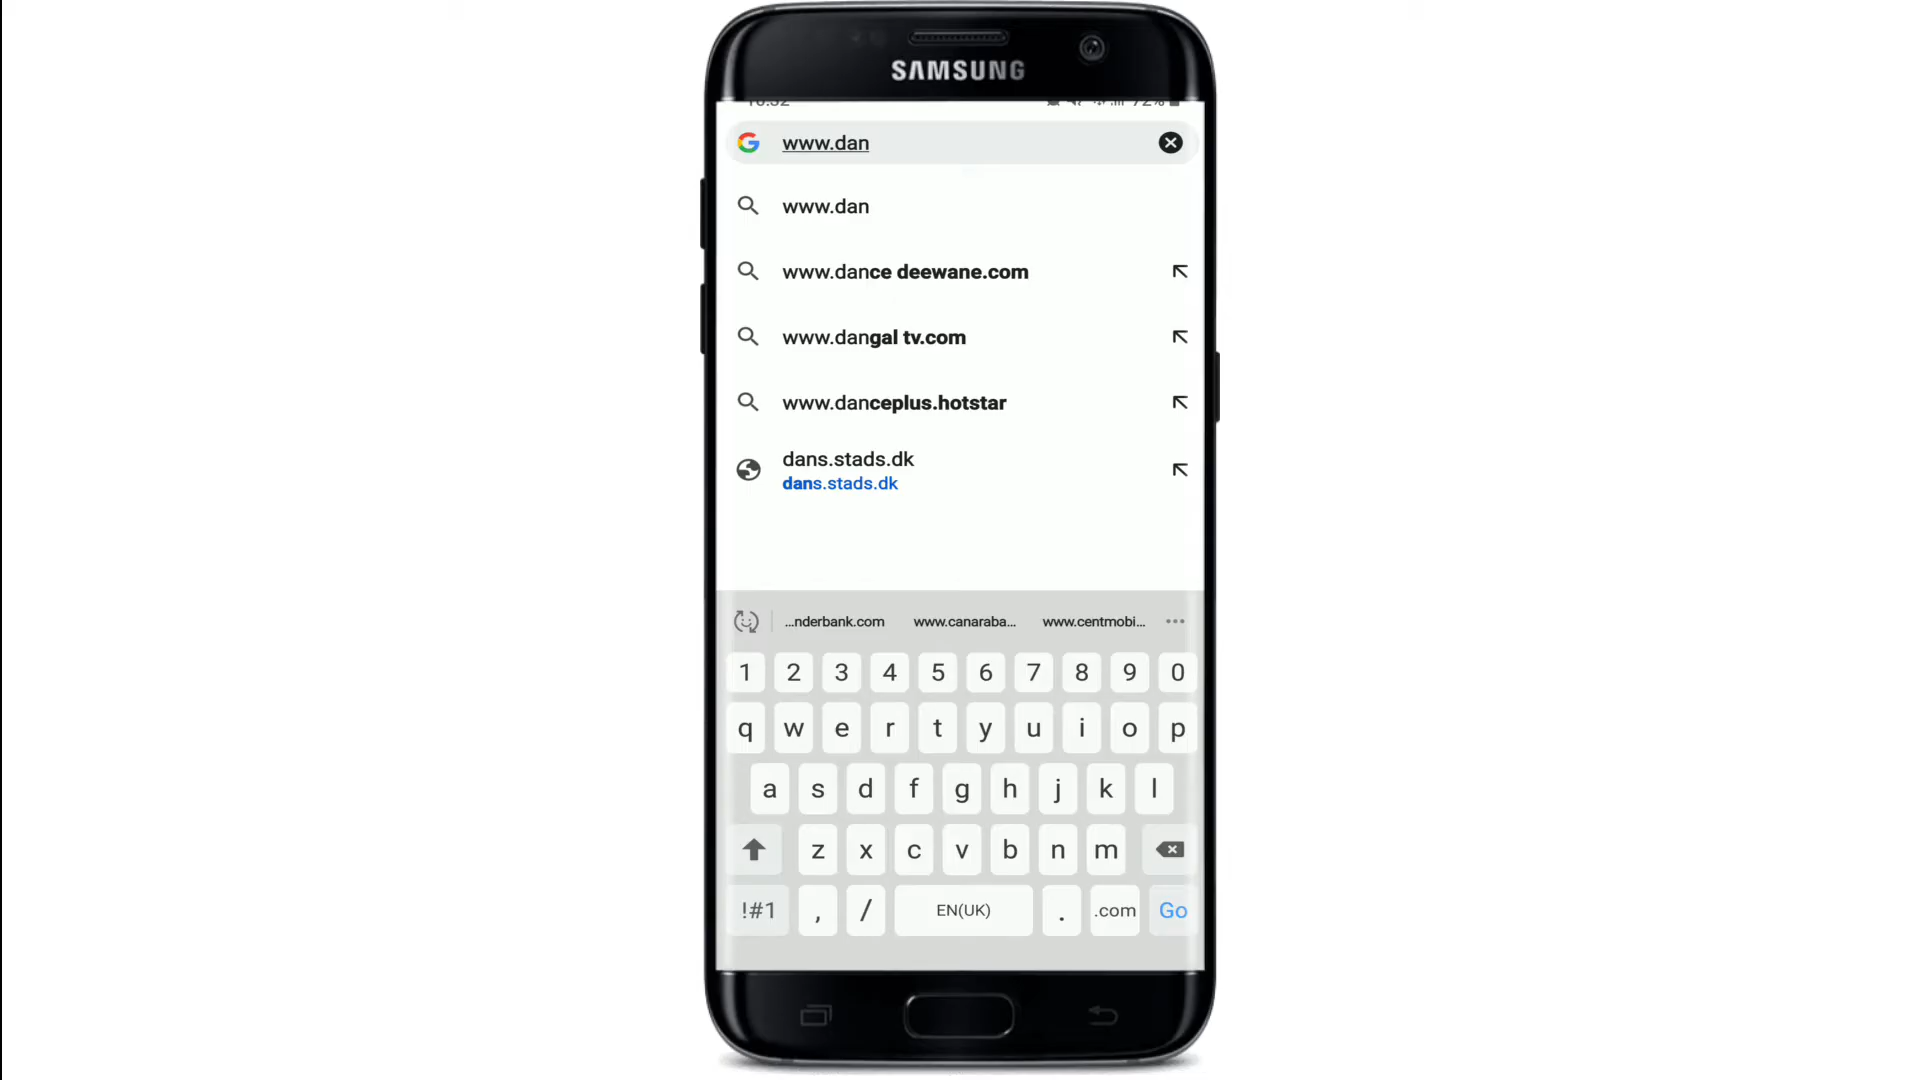 SAMSUNG
www.dan
www.dan
www.dance deewane.com
www.dangal tv.com
www.danceplus.hotstar
dans.stads.dk
dans.stads.dk
...nderbank.com www.canaraba... www.centmobi... ...
1 2 3 4 5 6 7 8 9 0
q w e r t y u i o p
a s d f g h j k l
z x c v b n m
!#1 , / EN(UK) . .com Go